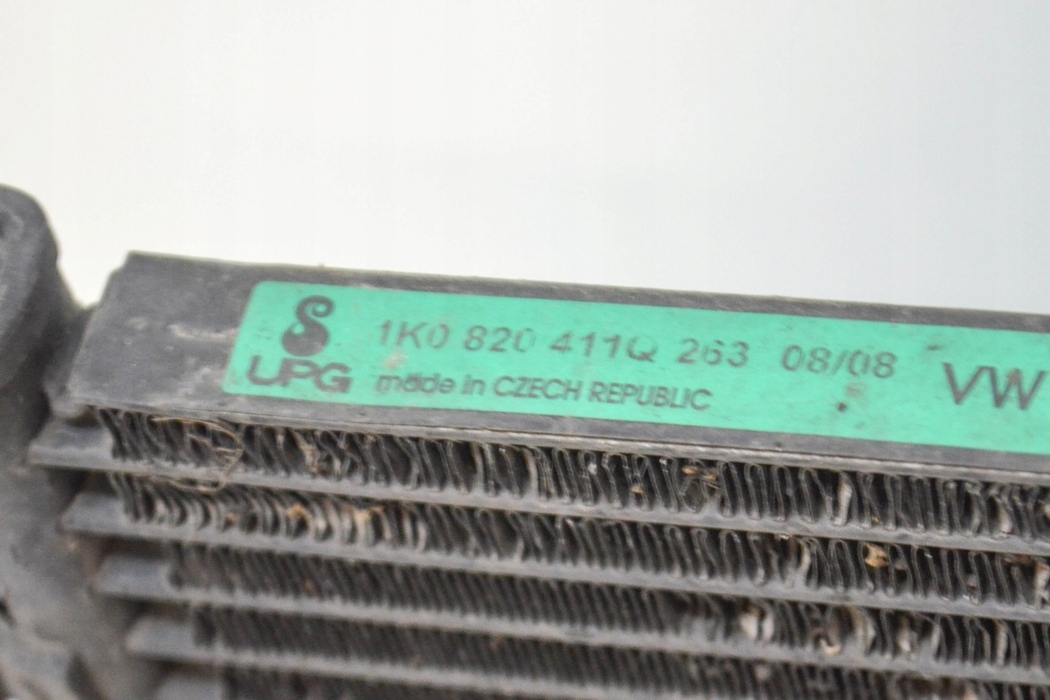 1K0 820 411Q 263 08/08 VW
UPG made in CZECH REPUBLIC